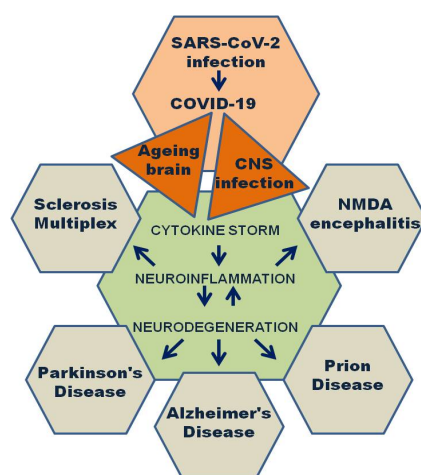 SARS-CoV-2
infection
COVID-19
Ageing
brain
CNS
infection
Sclerosis
Multiplex
NMDA
encephalitis
CYTOKINE STORM
NEUROINFLAMMATION
NEURODEGENERATION
Parkinson's
Disease
Alzheimer's
Disease
Prion
Disease